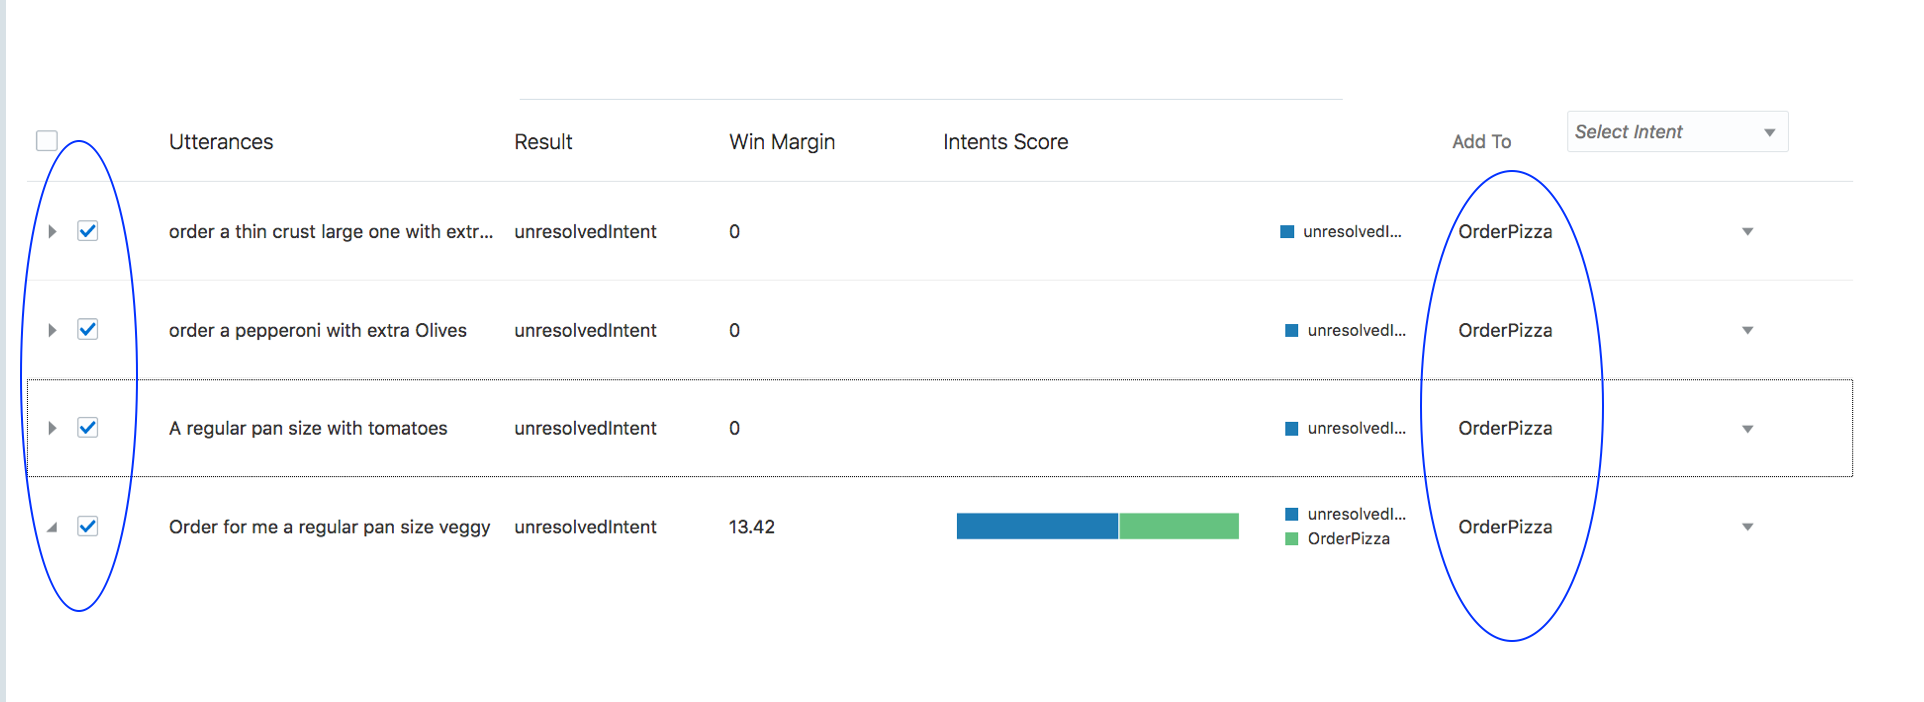 Utterances Result Win Margin Intents Score Add To Select Intent
order a thin crust large one with extr... unresolvedIntent 0 unresolvedI... OrderPizza
order a pepperoni with extra Olives unresolvedIntent 0 unresolvedI... OrderPizza
A regular pan size with tomatoes unresolvedIntent 0 unresolvedI... OrderPizza
Order for me a regular pan size veggy unresolvedIntent 13.42 unresolvedI... OrderPizza
OrderPizza